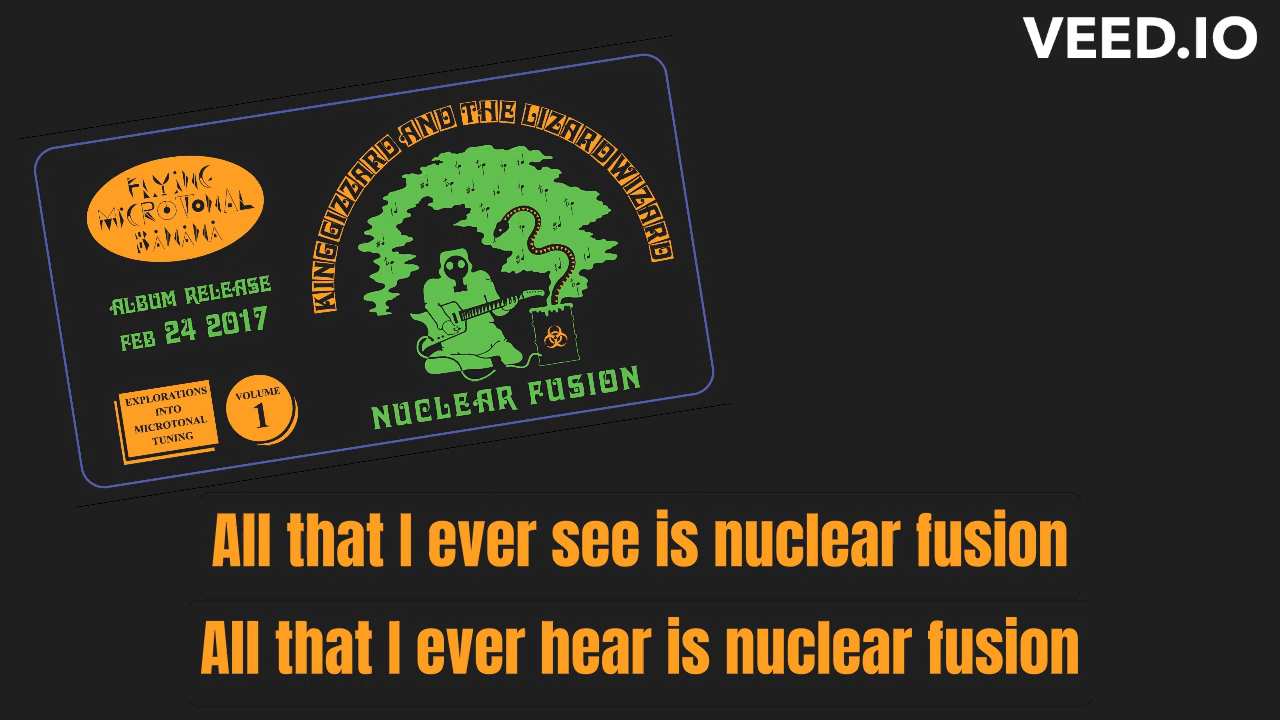 VEED.IO
KING GIZZARD AND THE LIZARD WIZARD
FLYING
MICROTONAL
BANANA
ALBUM RELEASE
FEB 24 2017
EXPLORATIONS
INTO
MICROTONAL
TUNING
VOLUME
1
NUCLEAR FUSION
All that I ever see is nuclear fusion
All that I ever hear is nuclear fusion